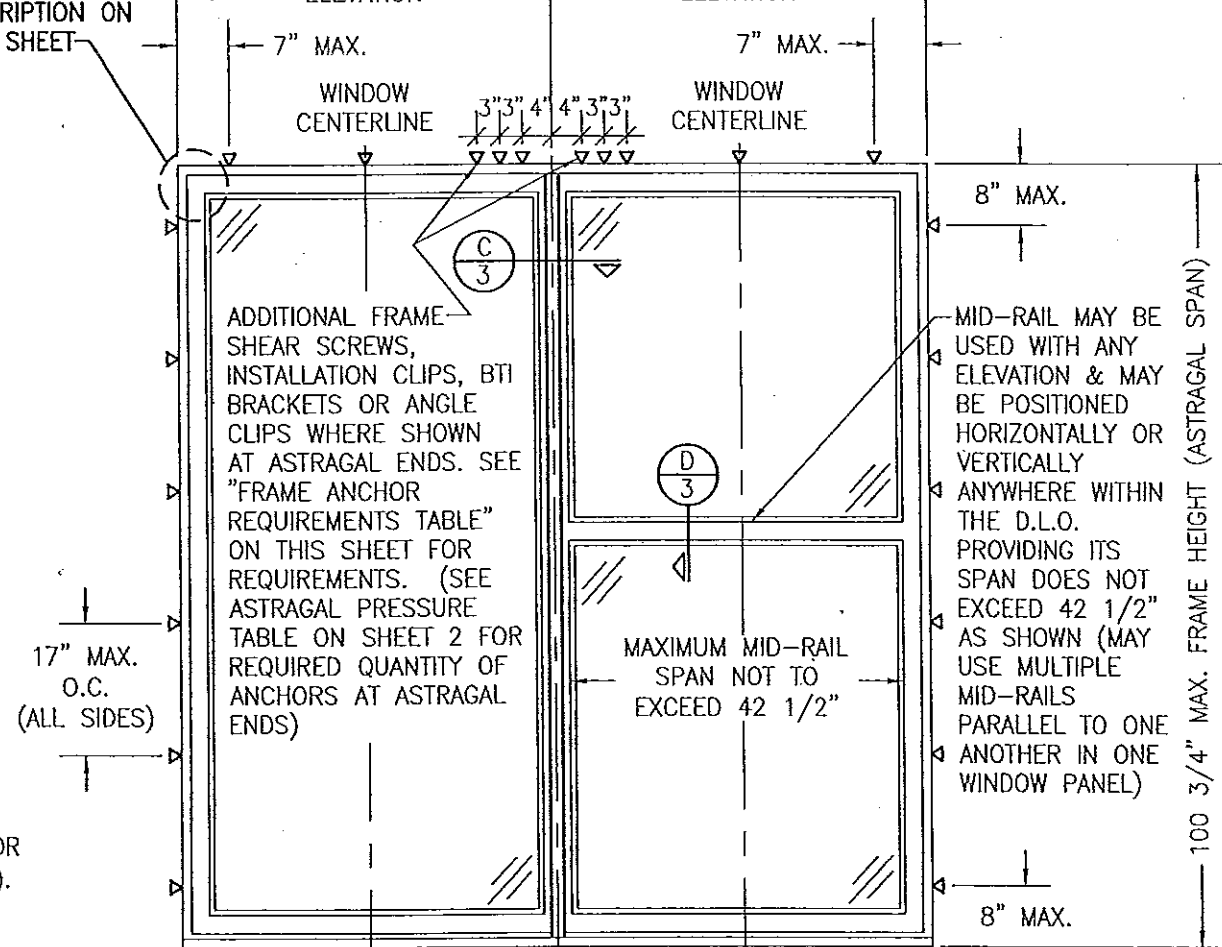 RIPTION ON
SHEET
7" MAX.
7" MAX.
WINDOW
CENTERLINE
3" 3" 4" 4" 3" 3"
WINDOW
CENTERLINE
8" MAX.
C
3
ADDITIONAL FRAME
SHEAR SCREWS,
INSTALLATION CLIPS, BTI
BRACKETS OR ANGLE
CLIPS WHERE SHOWN
AT ASTRAGAL ENDS. SEE
"FRAME ANCHOR
REQUIREMENTS TABLE"
ON THIS SHEET FOR
REQUIREMENTS. (SEE
ASTRAGAL PRESSURE
TABLE ON SHEET 2 FOR
REQUIRED QUANTITY OF
ANCHORS AT ASTRAGAL
ENDS)
D
3
MID-RAIL MAY BE
USED WITH ANY
ELEVATION & MAY
BE POSITIONED
HORIZONTALLY OR
VERTICALLY
ANYWHERE WITHIN
THE D.L.O.
PROVIDING ITS
SPAN DOES NOT
EXCEED 42 1/2"
AS SHOWN (MAY
USE MULTIPLE
MID-RAILS
PARALLEL TO ONE
ANOTHER IN ONE
WINDOW PANEL)
100 3/4" MAX. FRAME HEIGHT (ASTRAGAL SPAN)
17" MAX.
O.C.
(ALL SIDES)
MAXIMUM MID-RAIL
SPAN NOT TO
EXCEED 42 1/2"
OR
).
8" MAX.